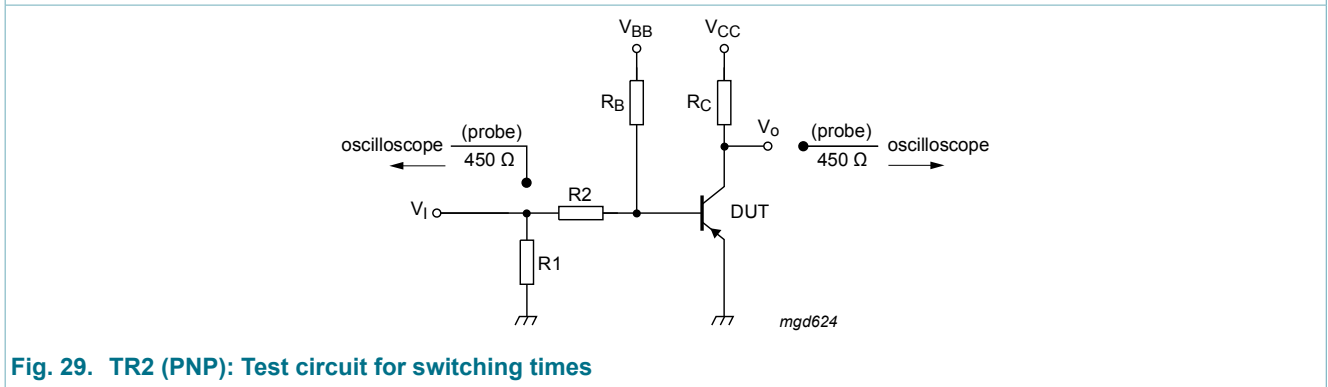 VBB VCC
RB RC
oscilloscope (probe) 450 Ω
Vo (probe) 450 Ω oscilloscope
VI R2 DUT
R1
mgd624
Fig. 29. TR2 (PNP): Test circuit for switching times